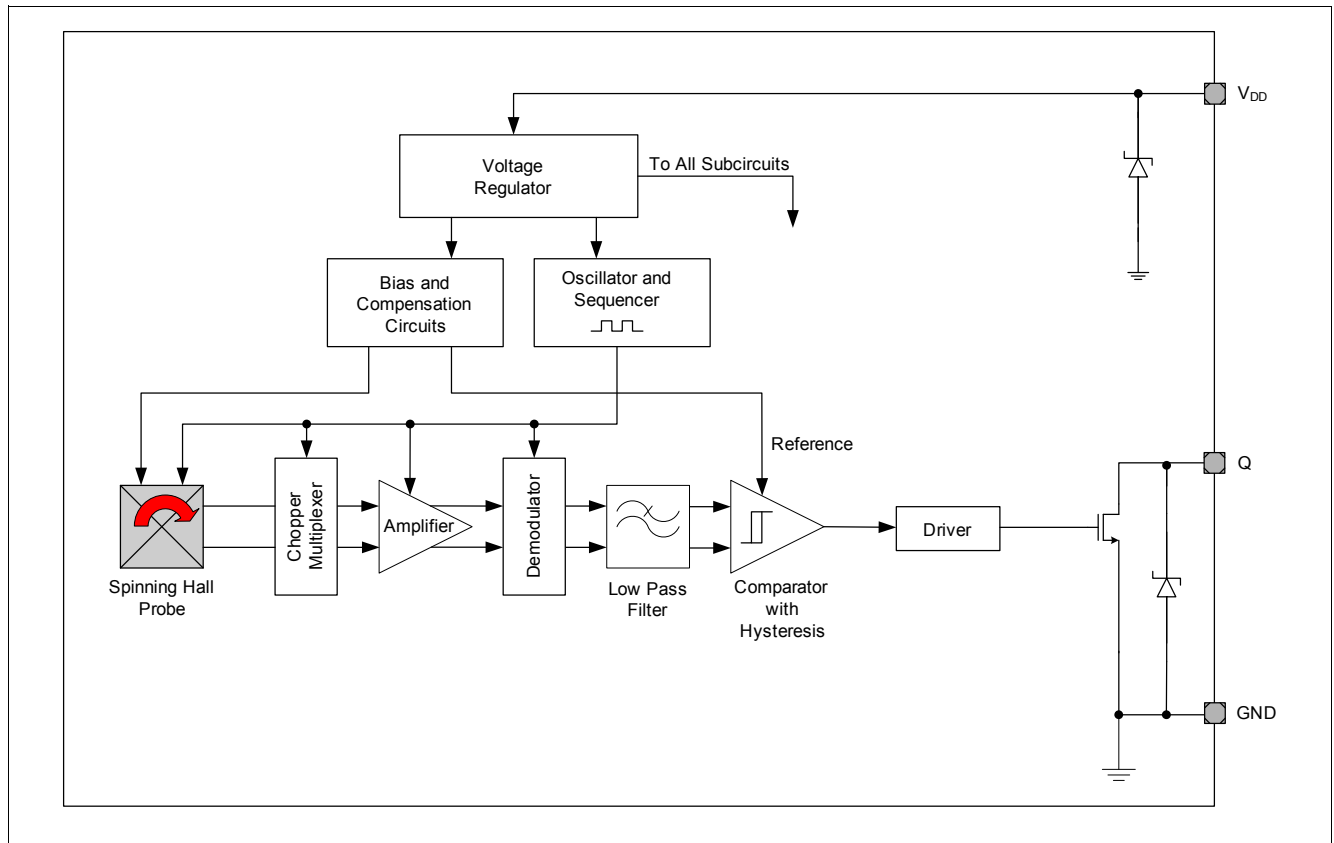 V<sub>DD</sub>
Voltage
Regulator
To All Subcircuits
Bias and
Compensation
Circuits
Oscillator and
Sequencer
Reference
Q
Chopper
Multiplexer
Amplifier
Demodulator
Driver
Spinning Hall
Probe
Low Pass
Filter
Comparator
with
Hysteresis
GND